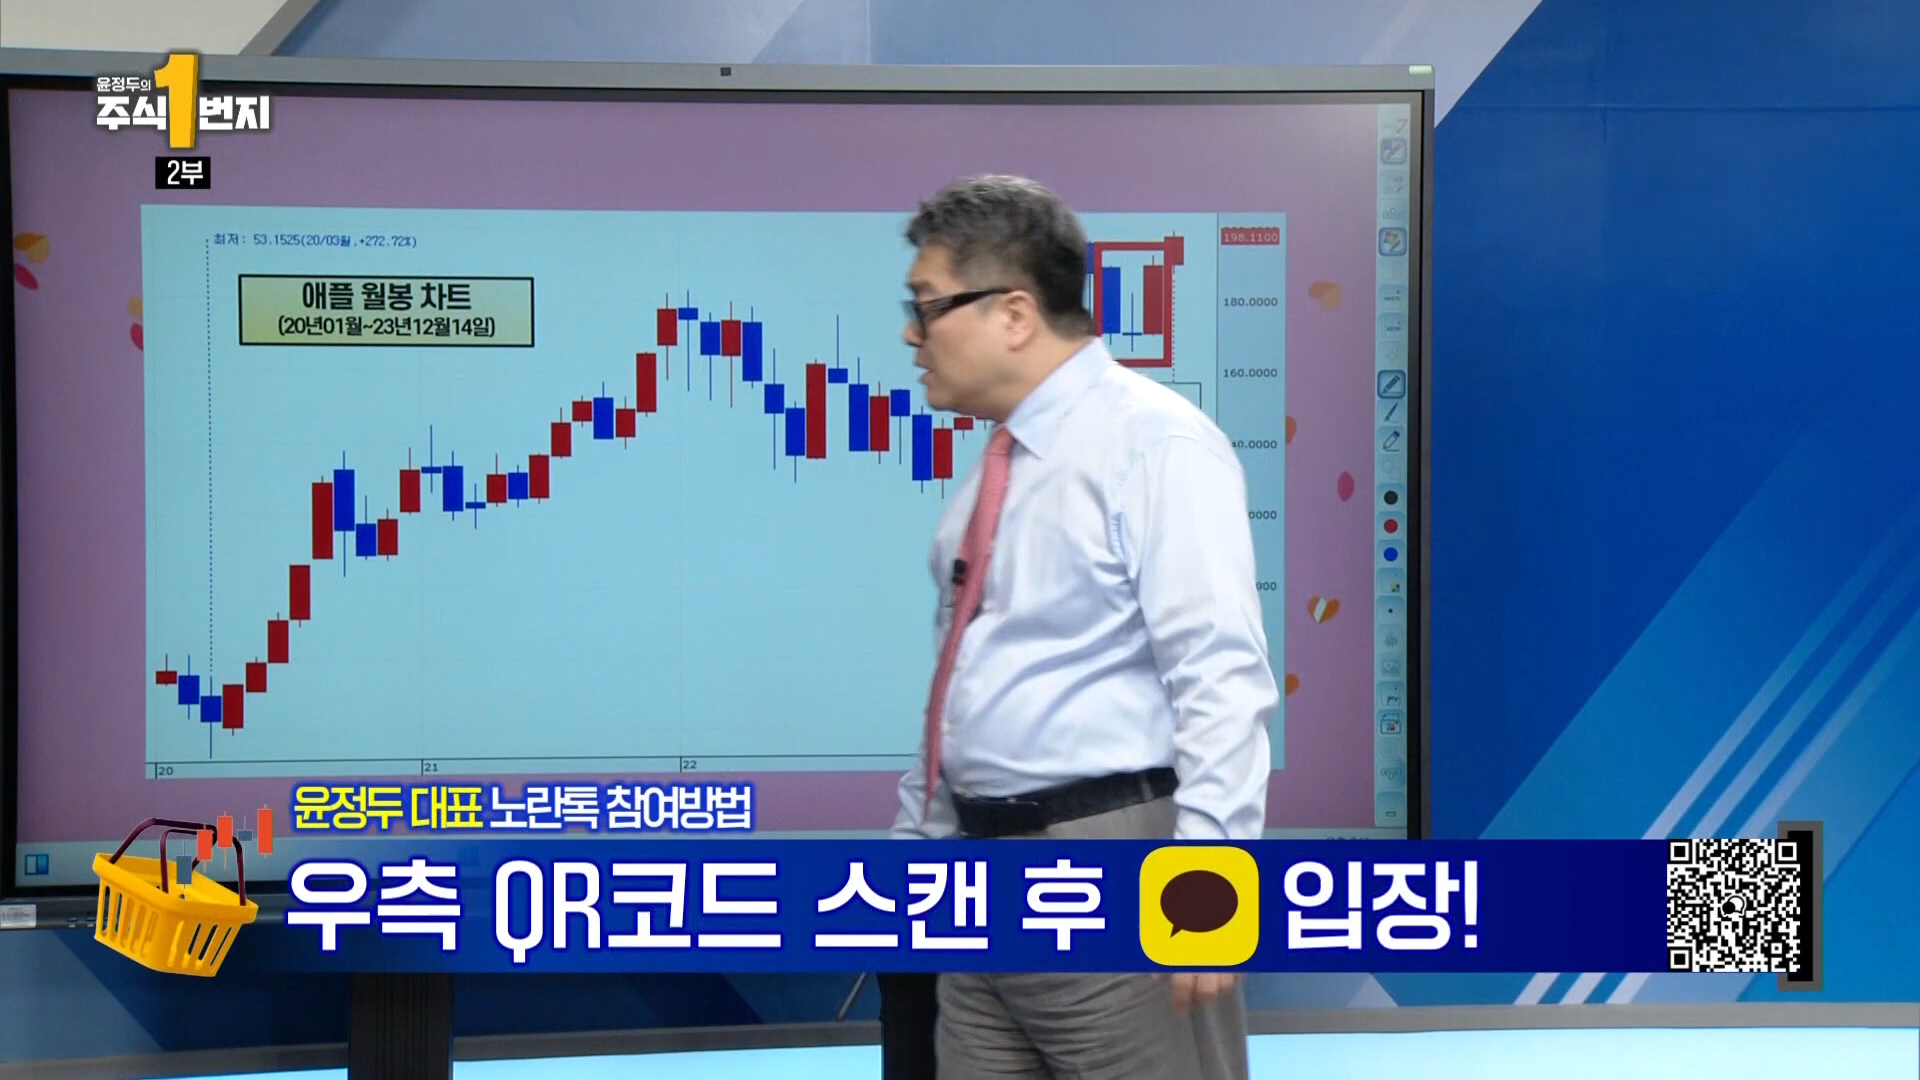 윤정두의
주식1번지
2부
최저: 53.1525(20/03월,+272.72%)
198.1100
애플 월봉 차트
(20년01월~23년12월14일)
180.0000
160.0000
20
21
22
윤정두 대표 노란톡 참여방법
우측 QR코드 스캔 후 입장!